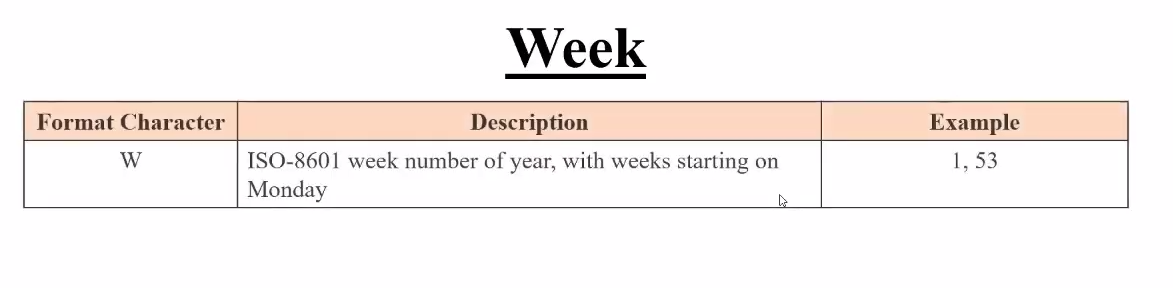 Week
Format Character Description Example
W ISO-8601 week number of year, with weeks starting on 1, 53
Monday